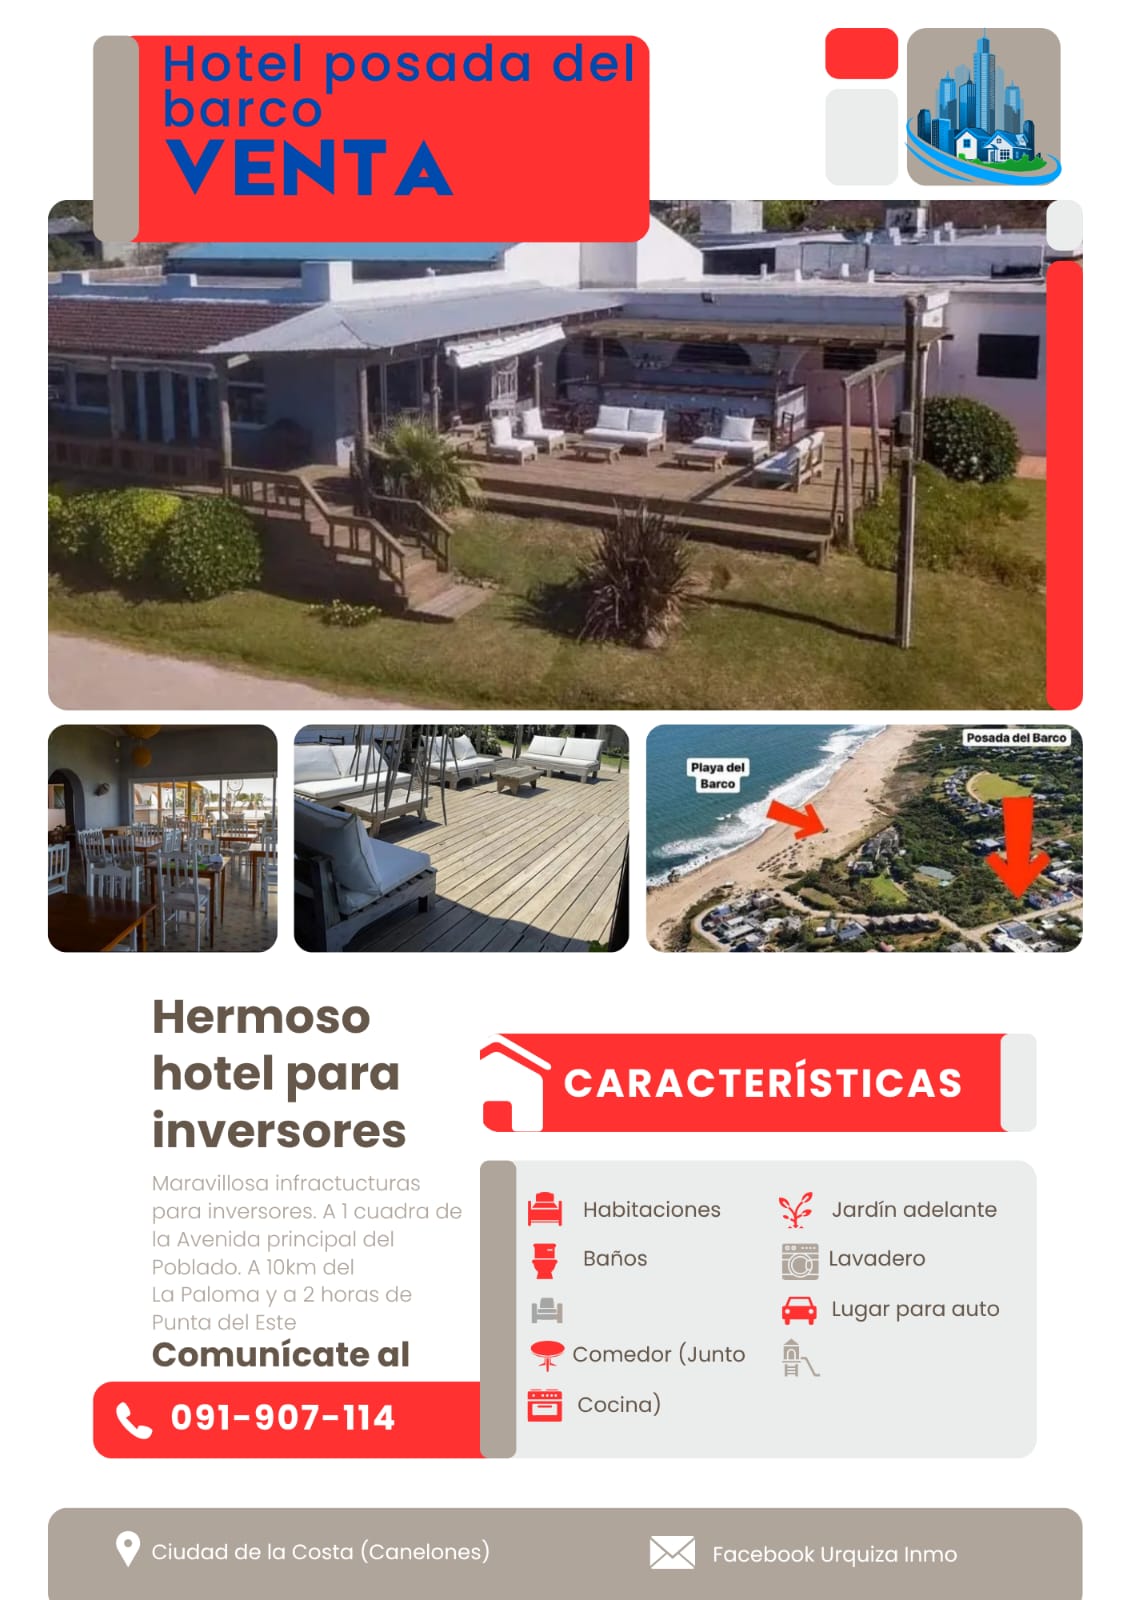 Hotel posada del
barco
VENTA
Posada del Barco
Playa del
Barco
Hermoso
hotel para
inversores
Maravillosa infractucturas
para inversores. A 1 cuadra de
la Avenida principal del
Poblado. A 10km del
La Paloma y a 2 horas de
Punta del Este
Comunícate al
091-907-114
CARACTERÍSTICAS
Habitaciones
Baños
Comedor (Junto
Cocina)
Jardín adelante
Lavadero
Lugar para auto
Ciudad de la Costa (Canelones)
Facebook Urquiza Inmo